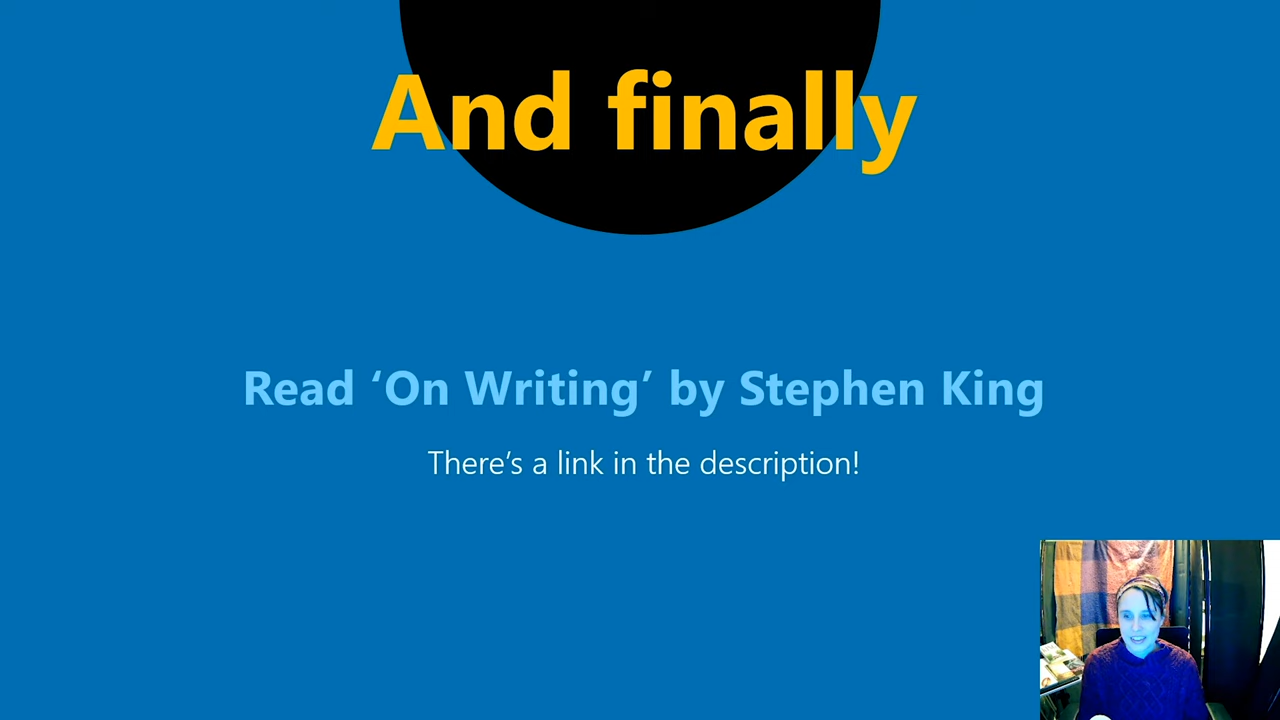 And finally
Read ‘On Writing’ by Stephen King
There’s a link in the description!